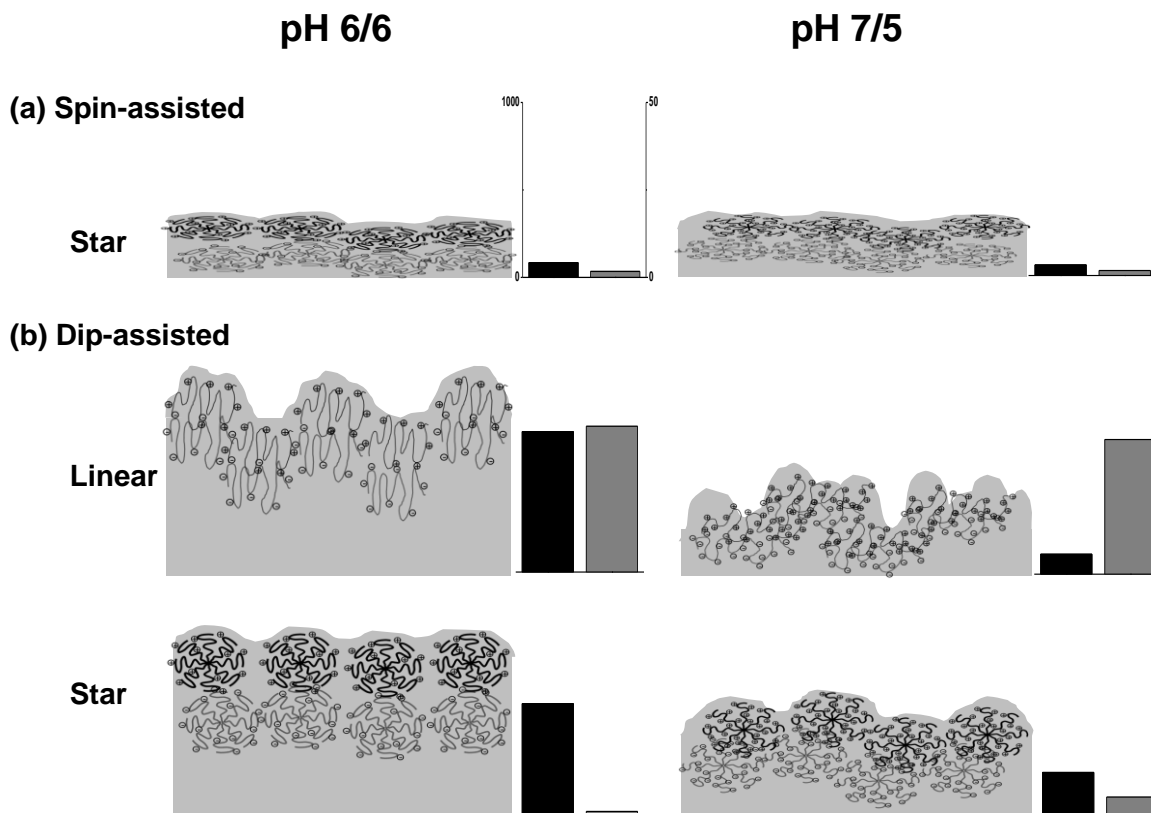 pH 6/6
pH 7/5
(a) Spin-assisted
1000
50
0
0
Star
(b) Dip-assisted
Linear
Star